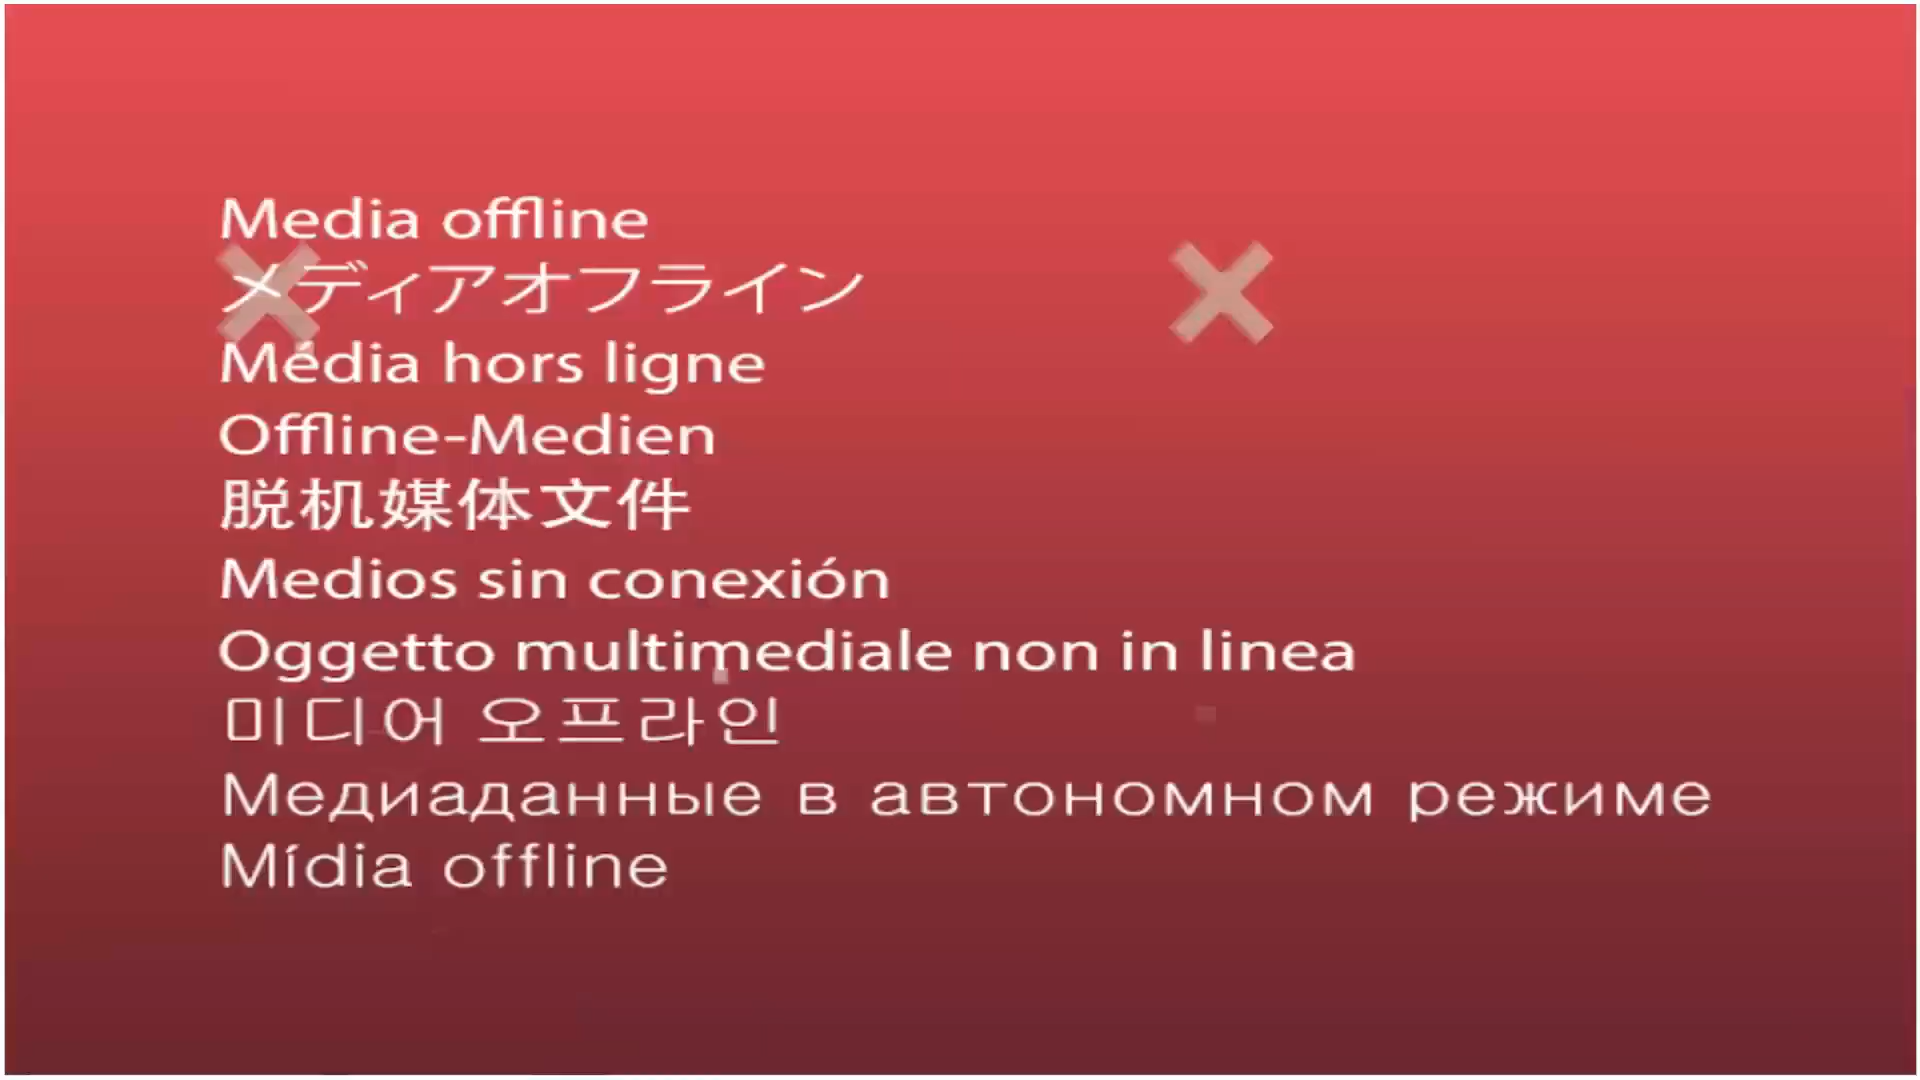 Media offline
メディアオフライン
Média hors ligne
Offline-Medien
脱机媒体文件
Medios sin conexión
Oggetto multimediale non in linea
미디어 오프라인
Медиаданные в автономном режиме
Mídia offline